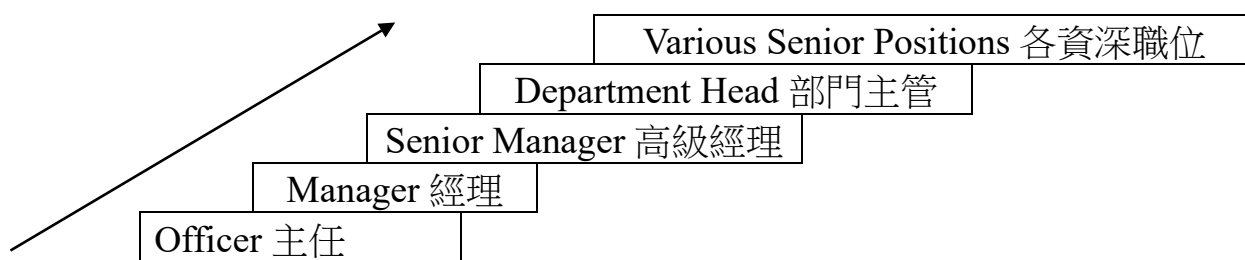 Various Senior Positions 各資深職位
Department Head 部門主管
Senior Manager 高級經理
Manager 經理
Officer 主任